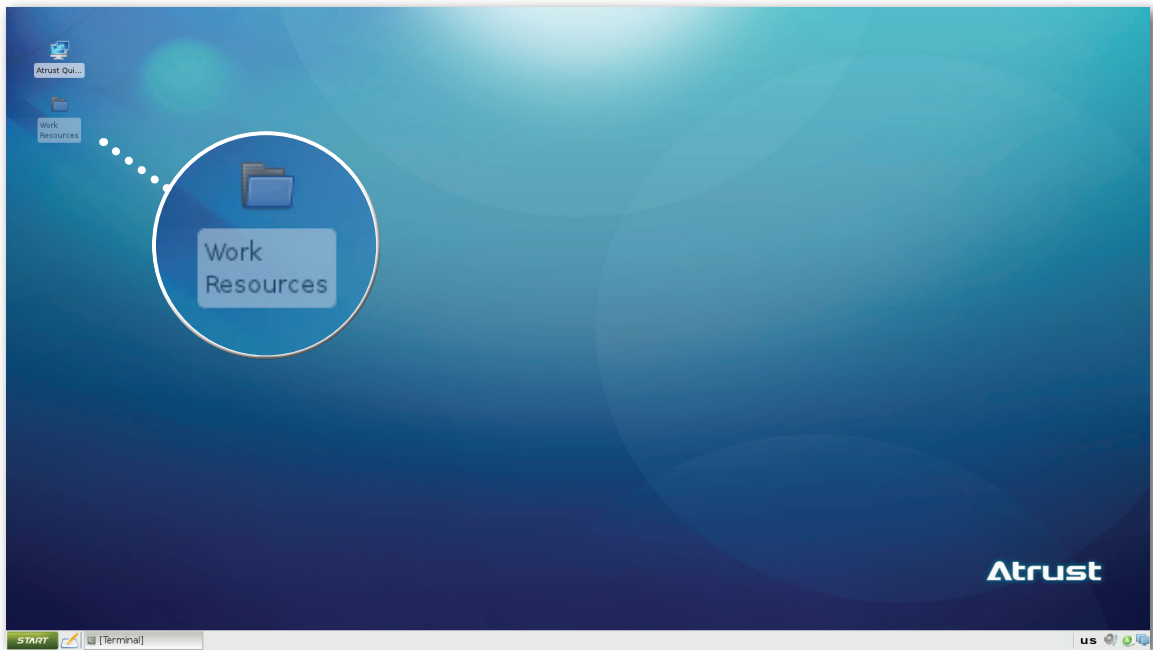 Atrust Qui...
Work
Resources
Work
Resources
Atrust
START
[Terminal]
us